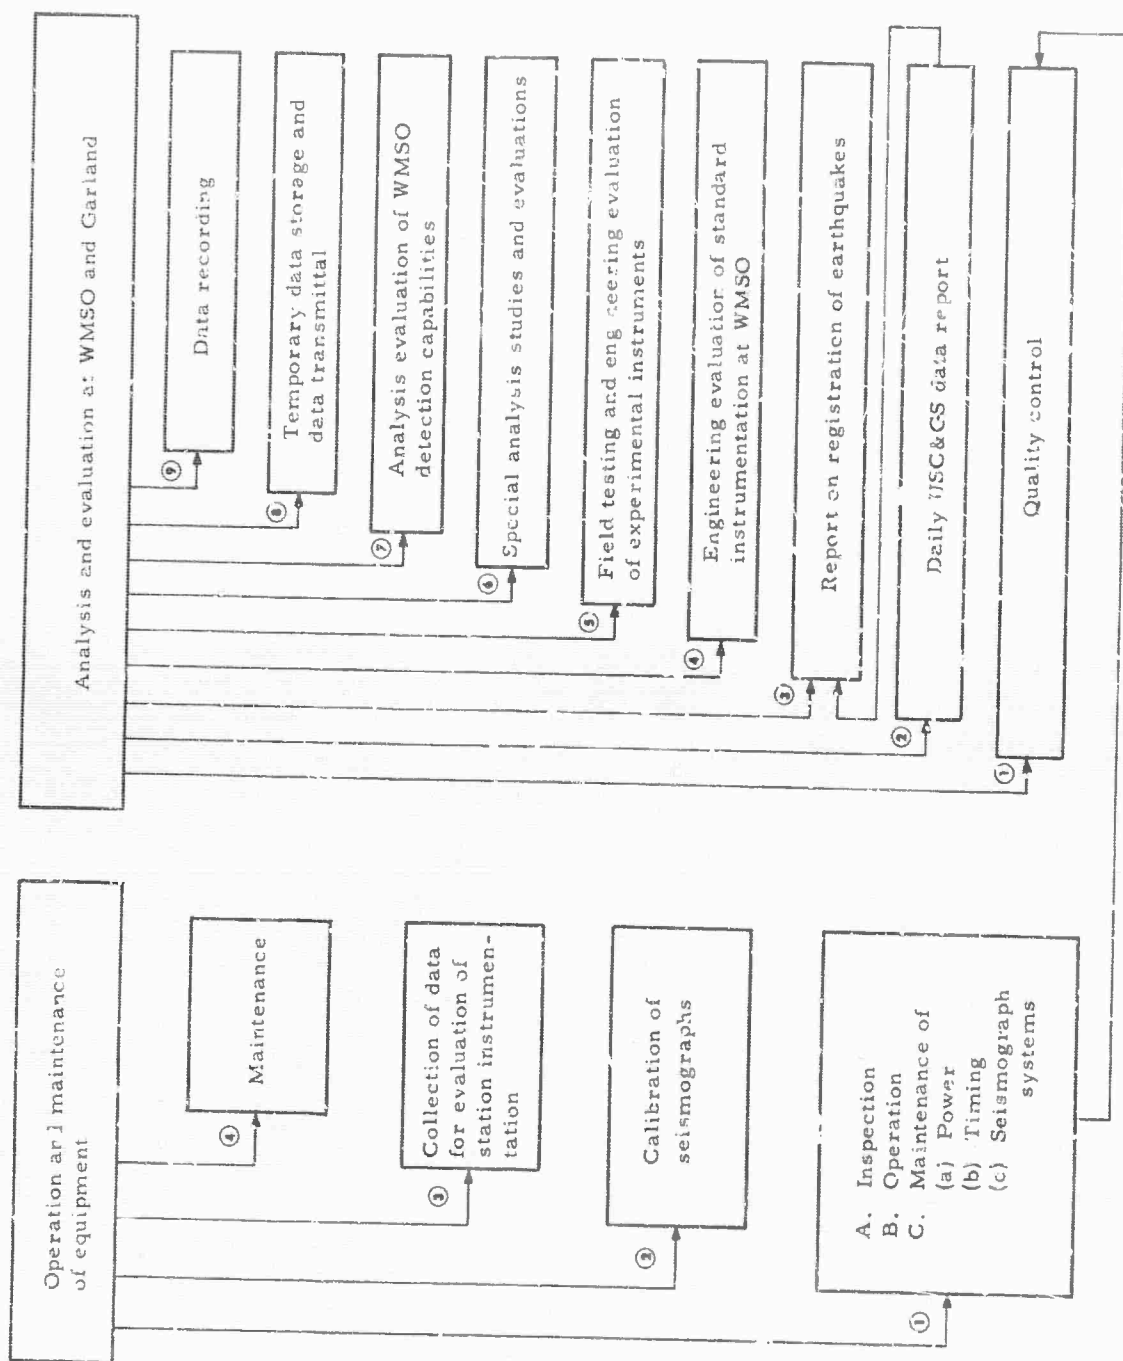 Operation and maintenance
of equipment
④
Maintenance
③
Collection of data
for evaluation of
station instrumen-
tation
②
Calibration of
seismographs
①
A. Inspection
B. Operation
C. Maintenance of
(a) Power
(b) Timing
(c) Seismograph
systems
Analysis and evaluation at WMSO and Garland
⑨
Data recording
⑧
Temporary data storage and
data transmittal
⑦
Analysis evaluation of WMSO
detection capabilities
⑥
Special analysis studies and evaluations
⑤
Field testing and engineering evaluation
of experimental instruments
④
Engineering evaluation of standard
instrumentation at WMSO
③
Report on registration of earthquakes
②
Daily USC&GS data report
①
Quality control